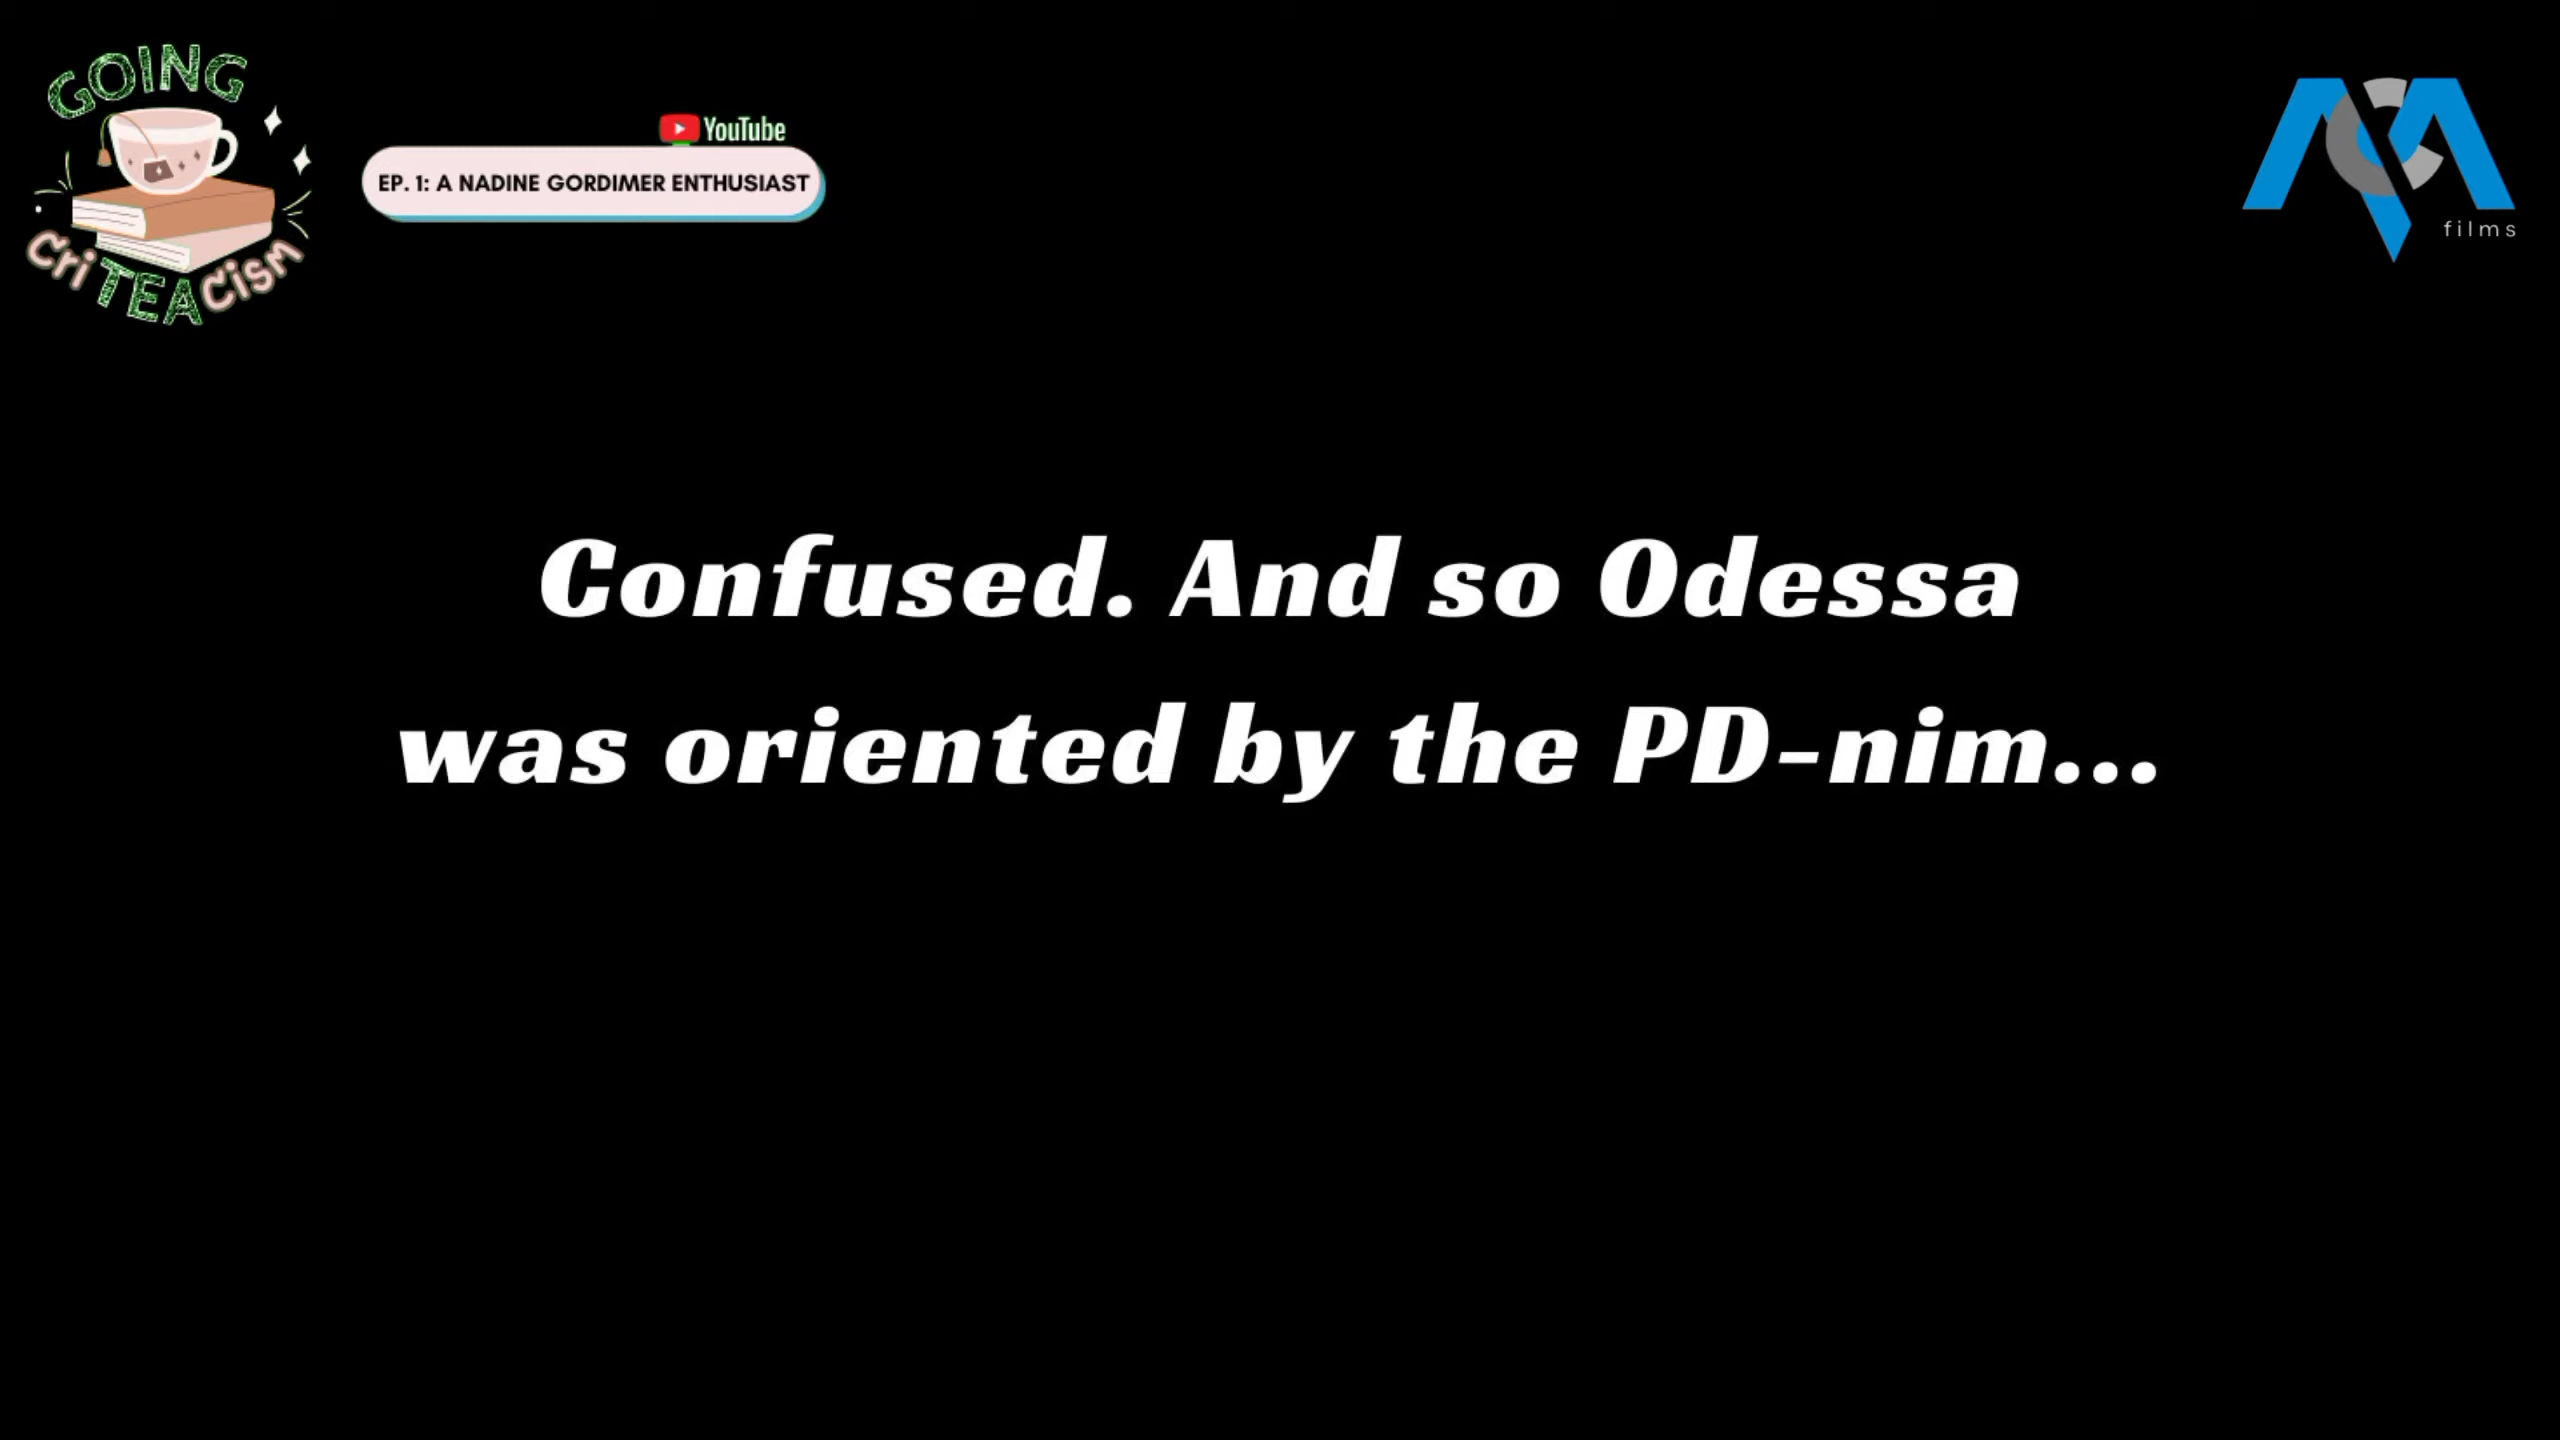 GOING
CriTEACism
YouTube
EP. 1: A NADINE GORDIMER ENTHUSIAST
films
Confused. And so Odessa
was oriented by the PD-nim...